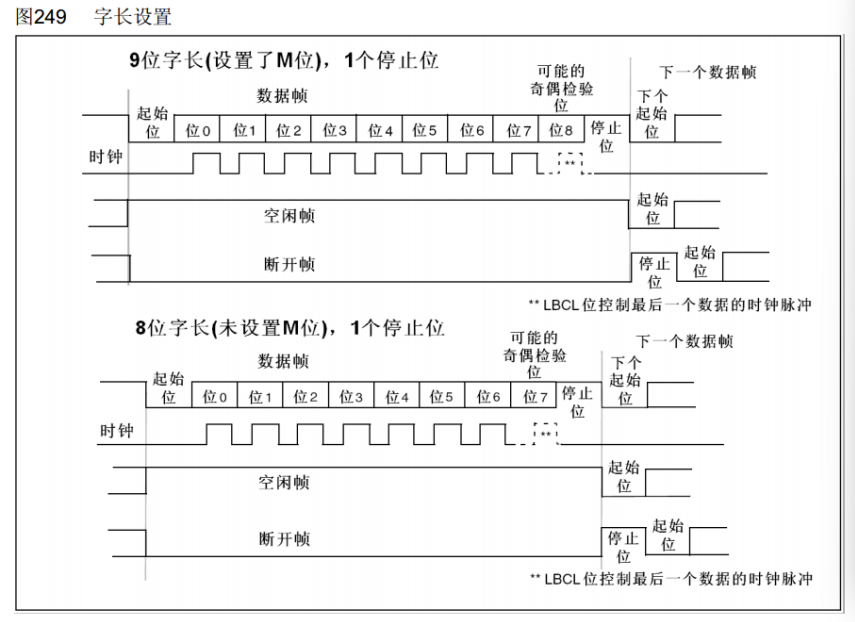 图249 字长设置
9位字长(设置了M位)，1个停止位
数据帧
可能的
奇偶检验
位
下一个数据帧
起始
位
位0
位1
位2
位3
位4
位5
位6
位7
位8
停止
位
下个
起始
位
时钟
**
空闲帧
起始
位
断开帧
停止
位
起始
位
** LBCL位控制最后一个数据的时钟脉冲
8位字长(未设置M位)，1个停止位
数据帧
可能的
奇偶检验
位
下一个数据帧
起始
位
位0
位1
位2
位3
位4
位5
位6
位7
停止
位
下个
起始
位
时钟
**
空闲帧
起始
位
断开帧
停止
位
起始
位
** LBCL位控制最后一个数据的时钟脉冲